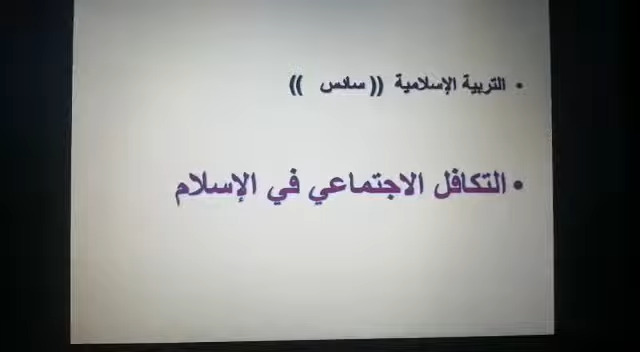 • التربية الإسلامية (( سادس ))
• التكافل الاجتماعي في الإسلام